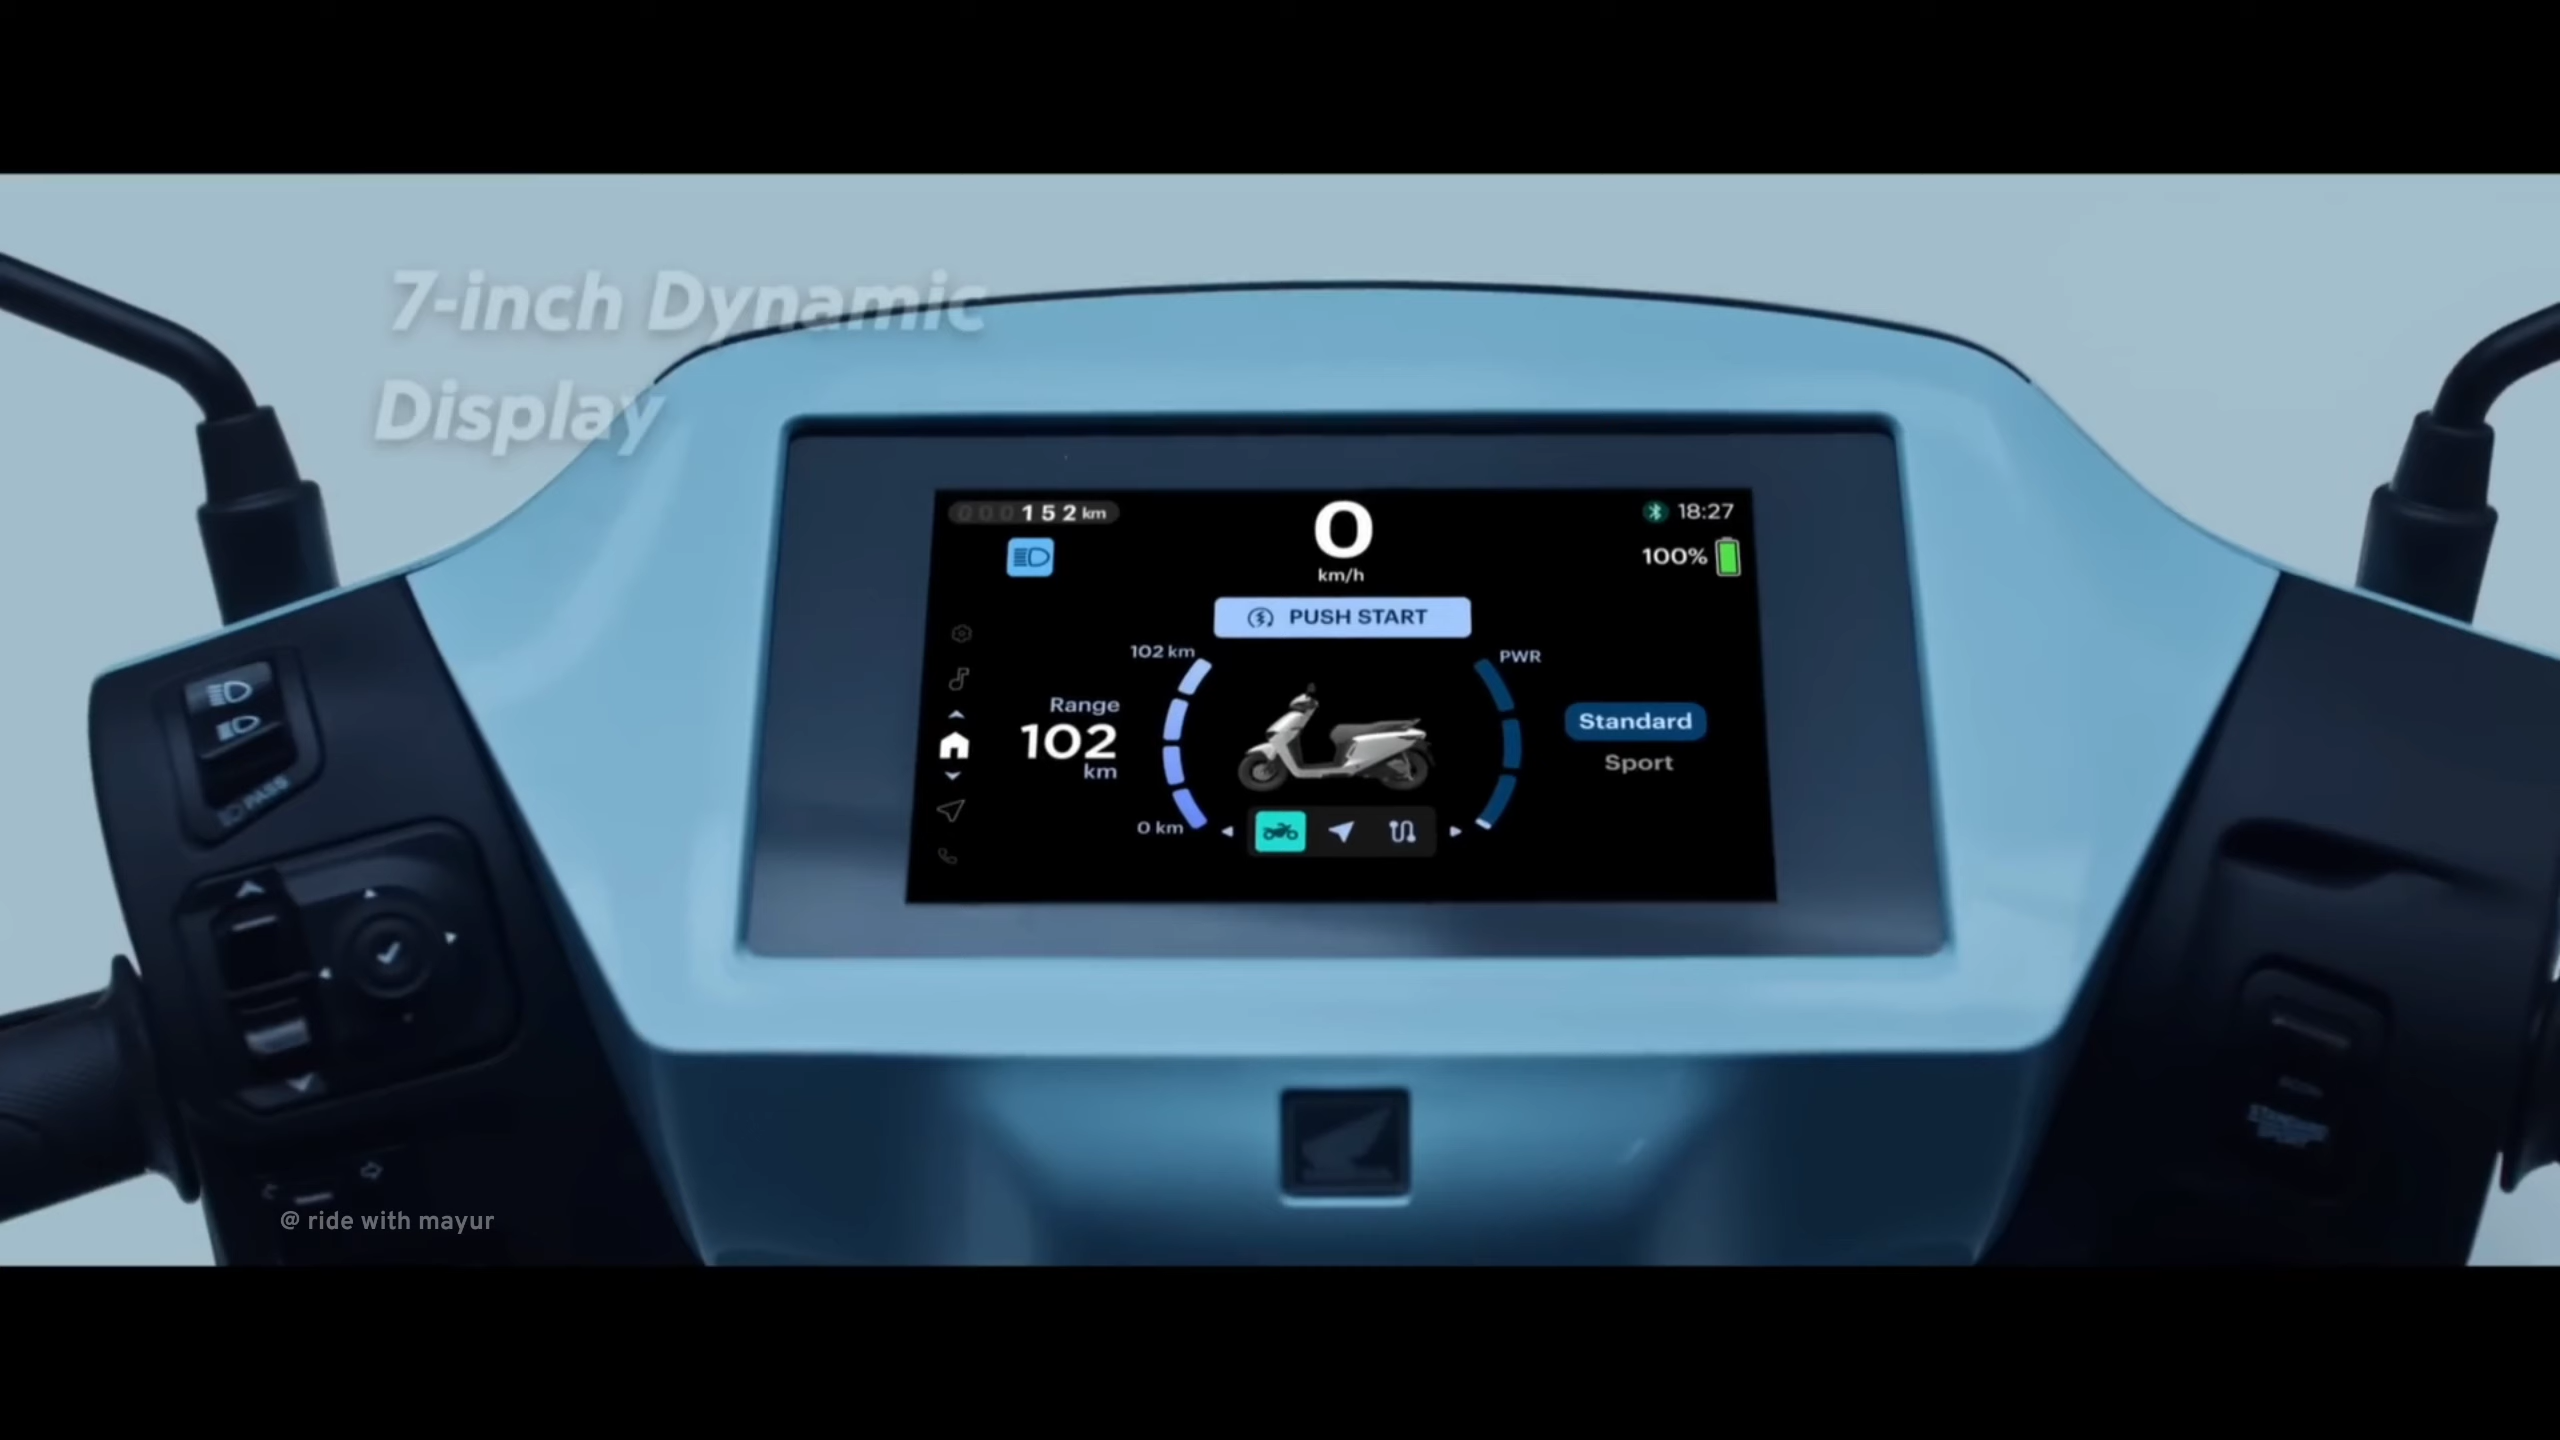 7-inch Dynamic
Display
000152 km
0
km/h
18:27
100%
PUSH START
102 km
PWR
Range
102
km
Standard
Sport
0 km
PASS
@ ride with mayur